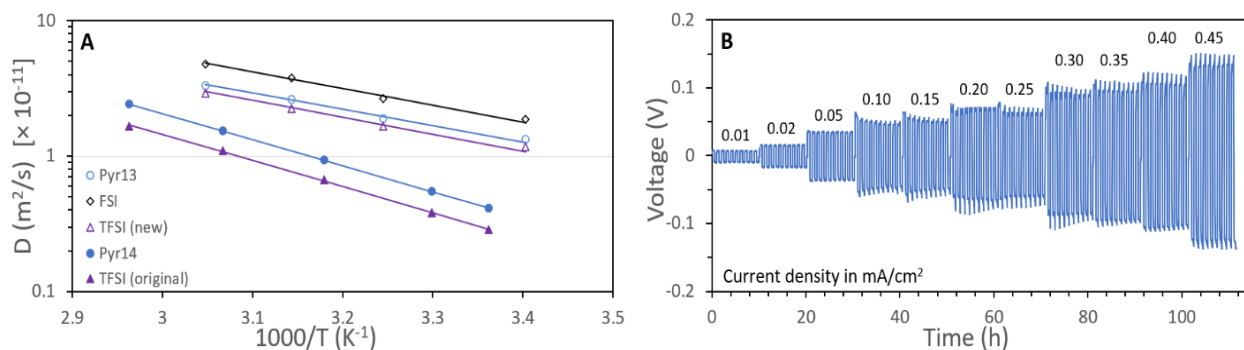 A
D (m²/s) [× 10⁻¹¹]
10
1
0.1
Pyr13
FSI
TFSI (new)
Pyr14
TFSI (original)
2.9 3 3.1 3.2 3.3 3.4 3.5
1000/T (K⁻¹)
B
Voltage (V)
0.2
0.1
0
-0.1
-0.2
0.01 0.02 0.05 0.10 0.15 0.20 0.25 0.30 0.35 0.40 0.45
Current density in mA/cm²
0 20 40 60 80 100
Time (h)